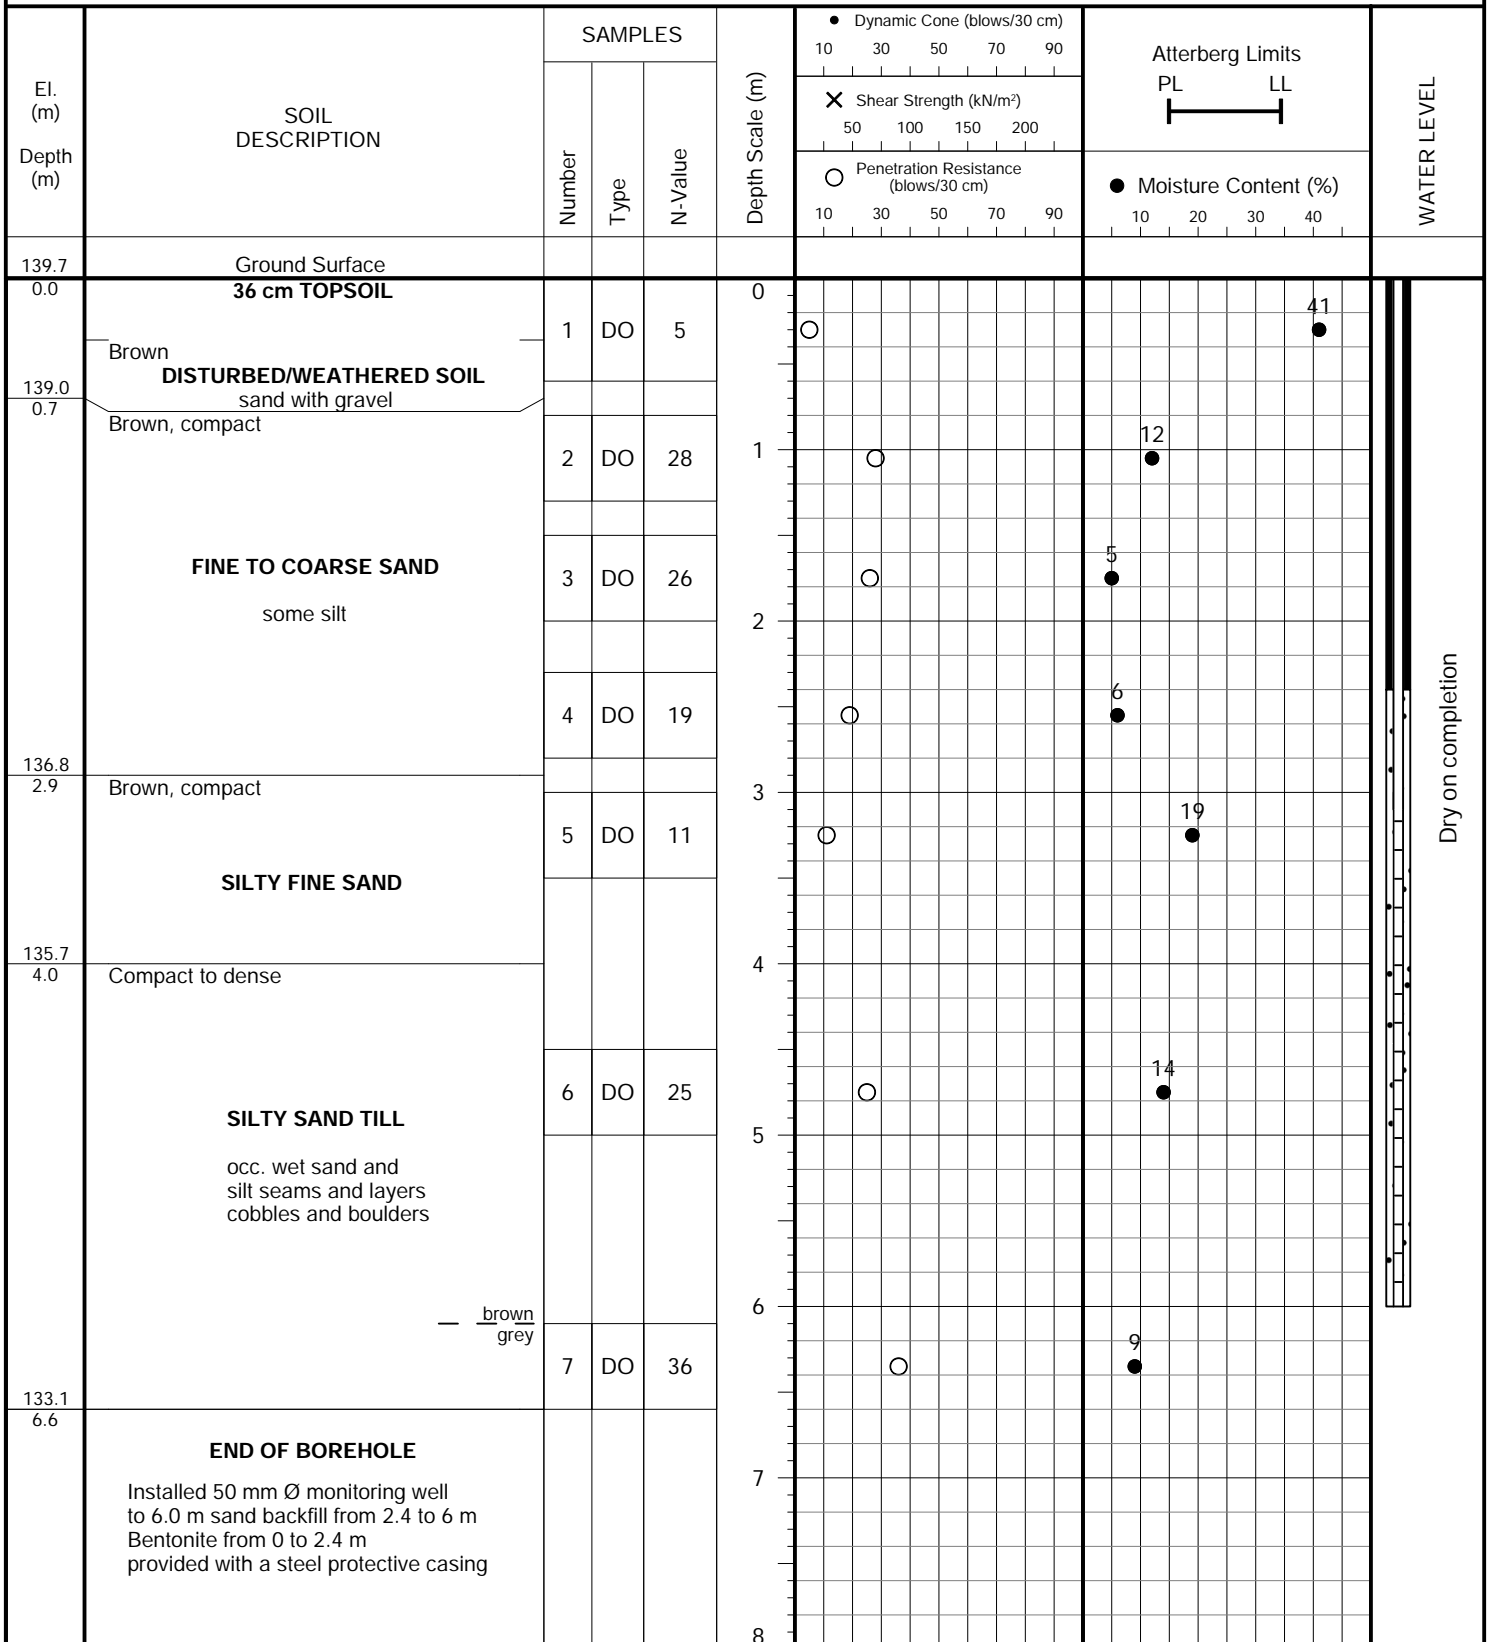 El.
(m)
Depth
(m)
SOIL
DESCRIPTION
SAMPLES
Number
Type
N-Value
Depth Scale (m)
● Dynamic Cone (blows/30 cm)
10 30 50 70 90
✕ Shear Strength (kN/m²)
50 100 150 200
○ Penetration Resistance
(blows/30 cm)
10 30 50 70 90
Atterberg Limits
PL LL
● Moisture Content (%)
10 20 30 40
WATER LEVEL
139.7
Ground Surface
0.0
36 cm TOPSOIL
0
41
1 DO 5
Brown
DISTURBED/WEATHERED SOIL
139.0
sand with gravel
0.7
Brown, compact
12
1
2 DO 28
5
FINE TO COARSE SAND
3 DO 26
some silt
2
6
4 DO 19
Dry on completion
136.8
2.9
Brown, compact
3
19
5 DO 11
SILTY FINE SAND
135.7
4.0
Compact to dense
4
14
6 DO 25
SILTY SAND TILL
5
occ. wet sand and
silt seams and layers
cobbles and boulders
6
brown
grey
9
7 DO 36
133.1
6.6
END OF BOREHOLE
7
Installed 50 mm Ø monitoring well
to 6.0 m sand backfill from 2.4 to 6 m
Bentonite from 0 to 2.4 m
provided with a steel protective casing
8